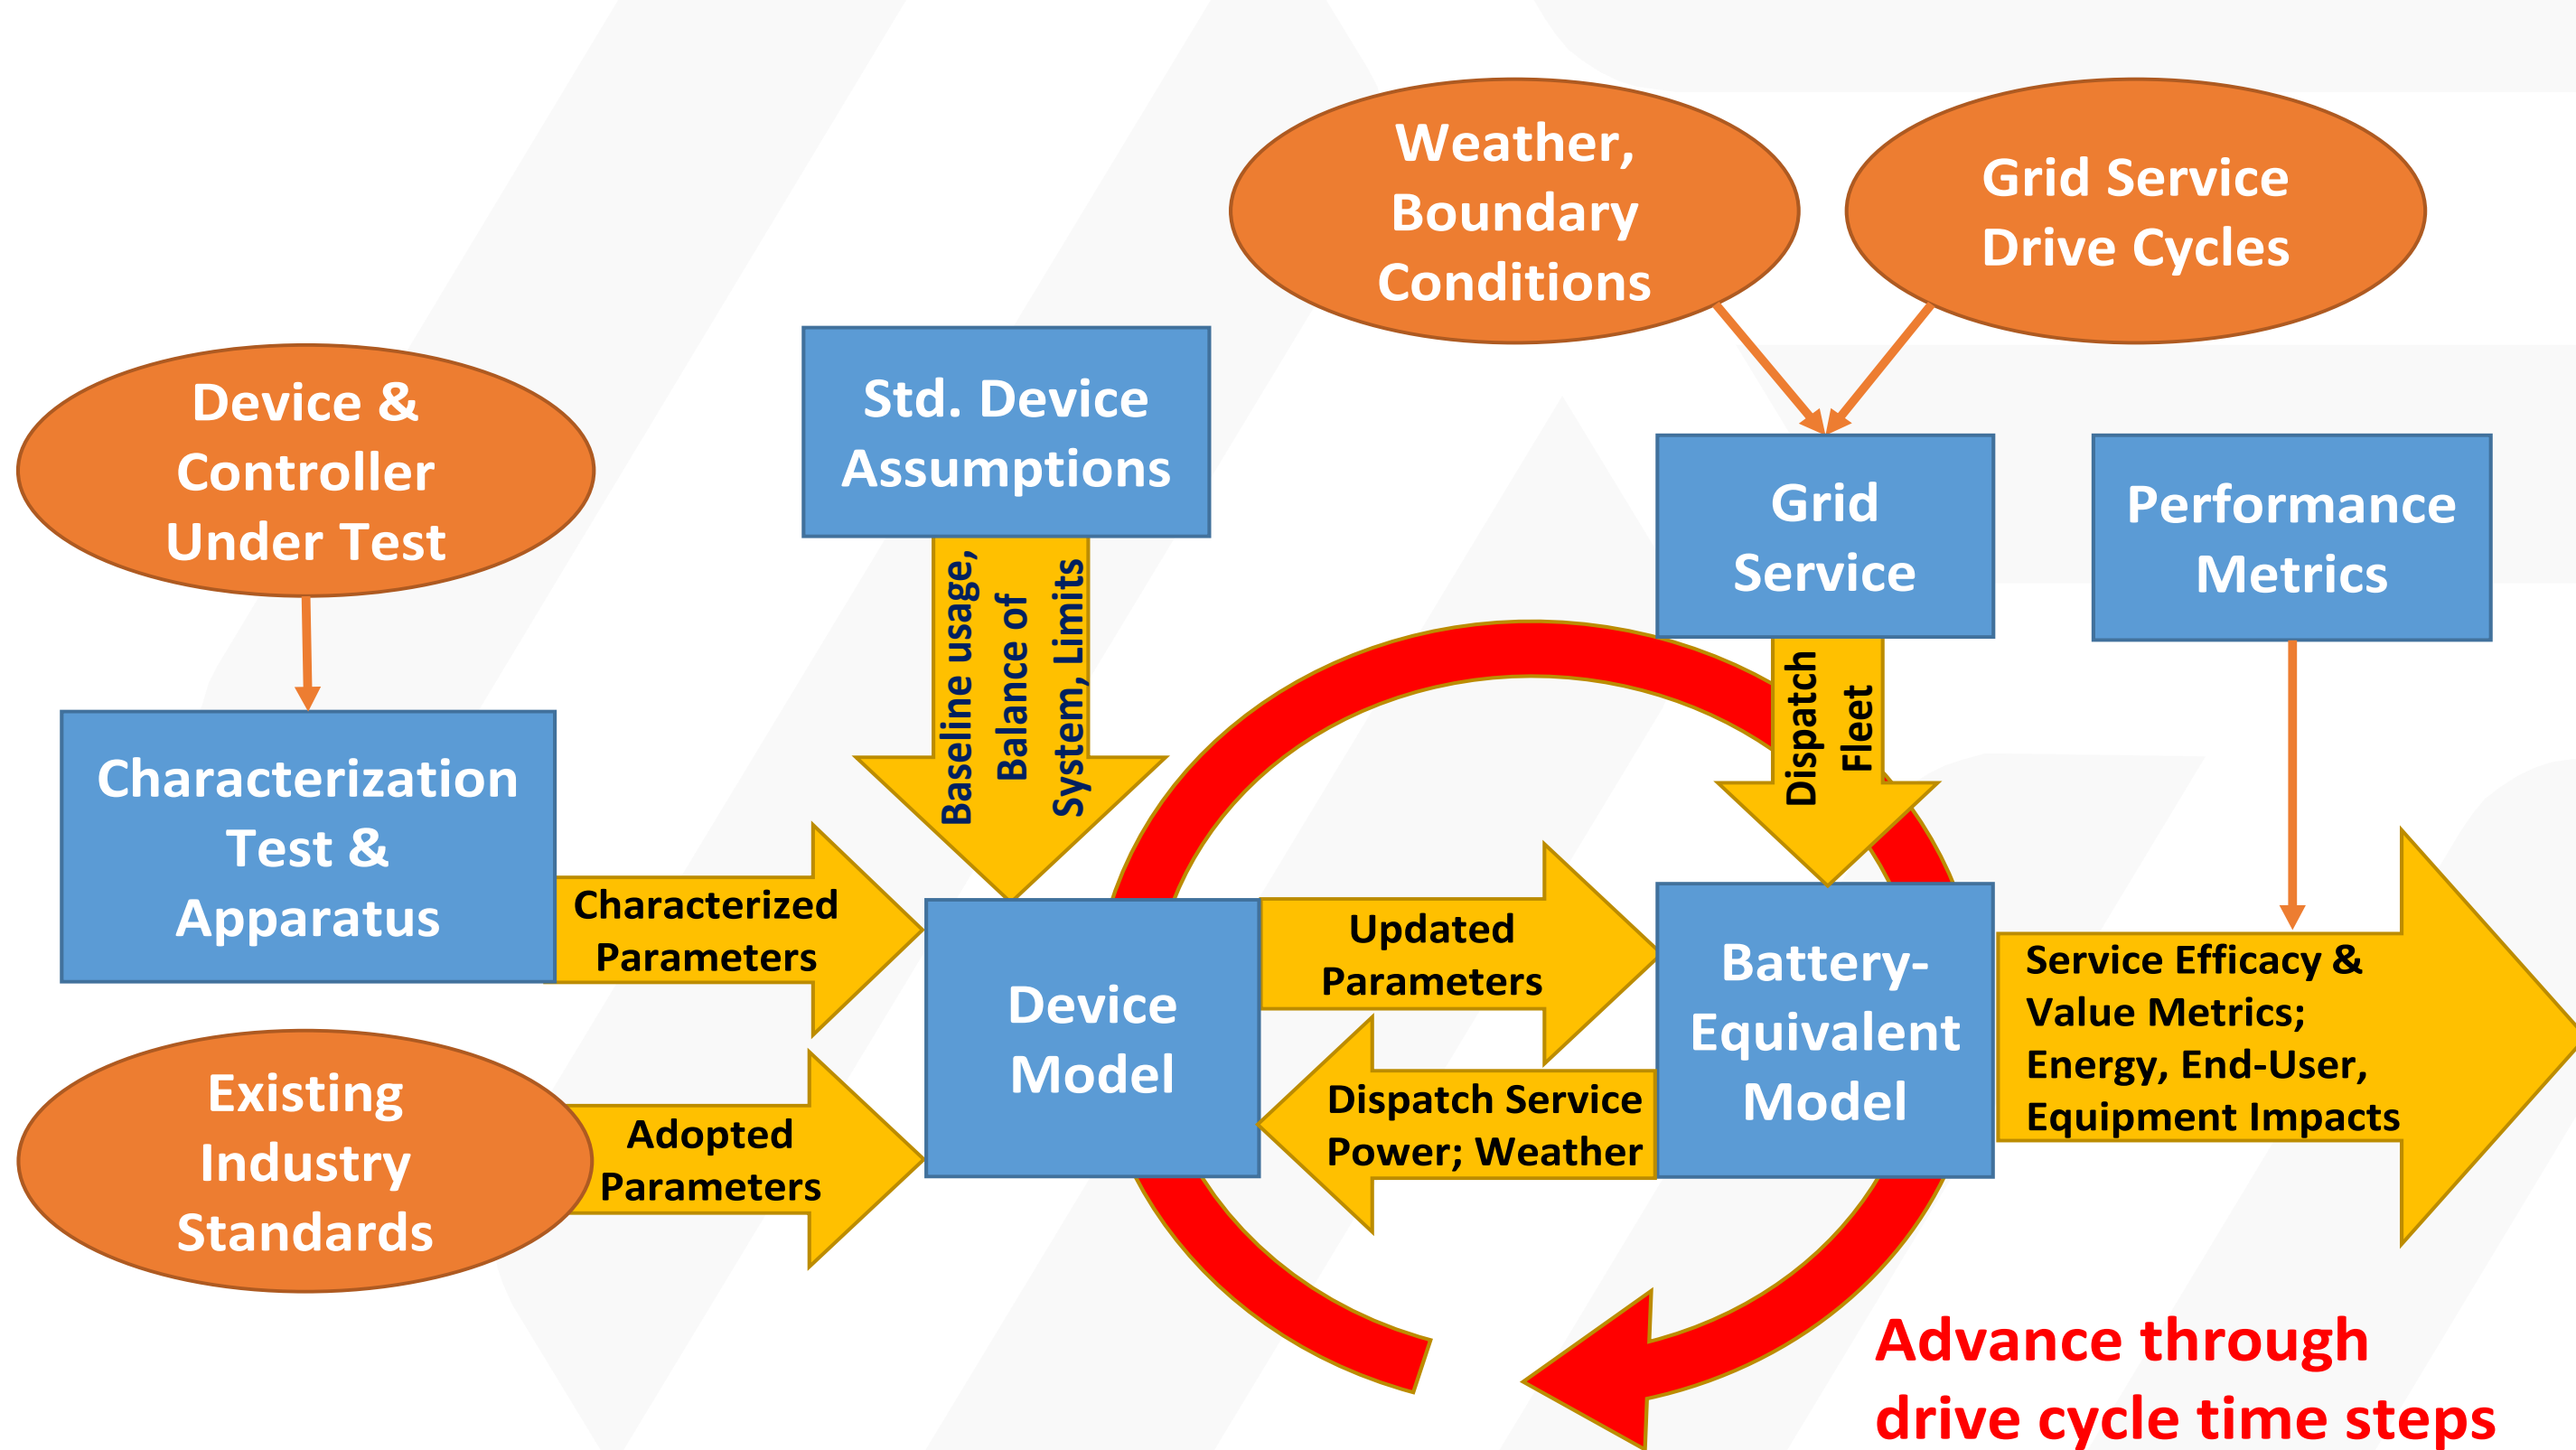 Weather,
Boundary
Conditions
Grid Service
Drive Cycles
Device &
Controller
Under Test
Std. Device
Assumptions
Grid
Service
Performance
Metrics
Baseline usage,
Balance of
System, Limits
Dispatch
Fleet
Characterization
Test &
Apparatus
Characterized
Parameters
Existing
Industry
Standards
Adopted
Parameters
Device
Model
Updated
Parameters
Dispatch Service
Power; Weather
Battery-
Equivalent
Model
Service Efficacy &
Value Metrics;
Energy, End-User,
Equipment Impacts
Advance through
drive cycle time steps